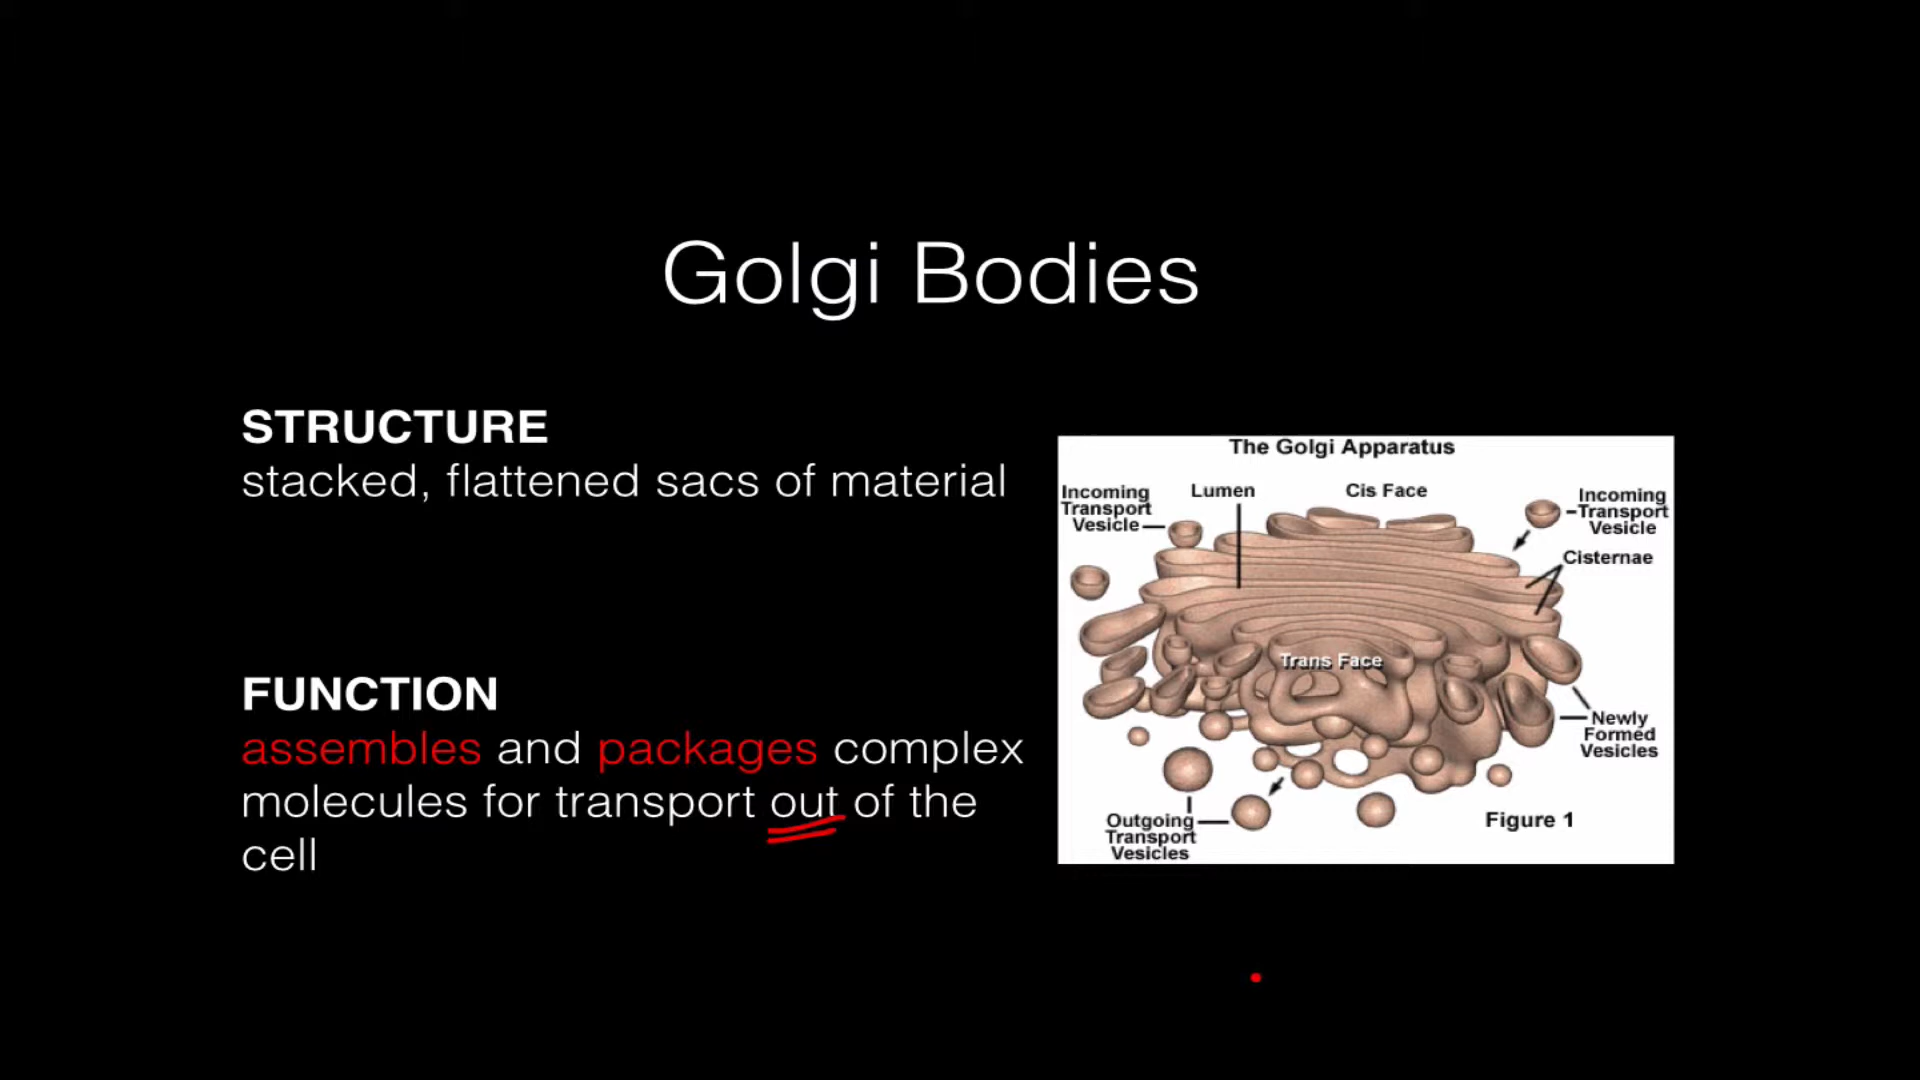 Golgi Bodies
STRUCTURE
stacked, flattened sacs of material
FUNCTION
assembles and packages complex
molecules for transport out of the
cell
The Golgi Apparatus
Incoming
Transport
Vesicle
Lumen
Cis Face
Incoming
Transport
Vesicle
Cisternae
Trans Face
Newly
Formed
Vesicles
Outgoing
Transport
Vesicles
Figure 1